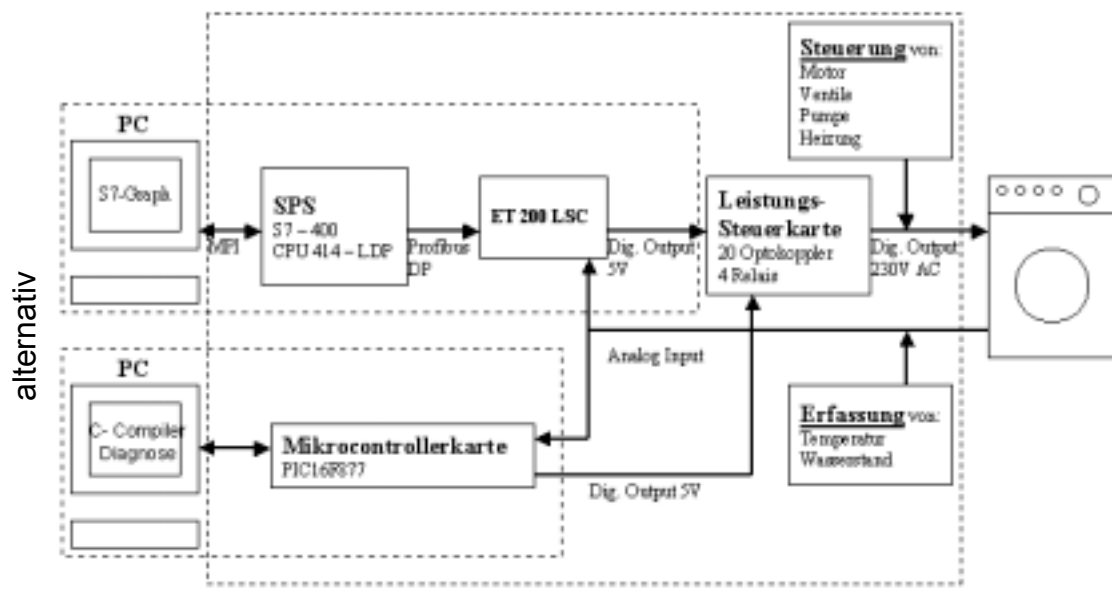 Steuerung von:
Motor
Ventile
Pumpe
Heizung
PC
S7-Graph
MPI
SPS
S7 – 400
CPU 414 – LDP
Profibus
DP
ET 200 LSC
Dig. Output
5V
Leistungs-
Steuerkarte
20 Optokoppler
4 Relais
Dig. Output
230V AC
alternativ
Analog Input
PC
C- Compiler
Diagnose
Mikrocontrollerkarte
PIC16F877
Dig. Output 5V
Erfassung von:
Temperatur
Wasserstand